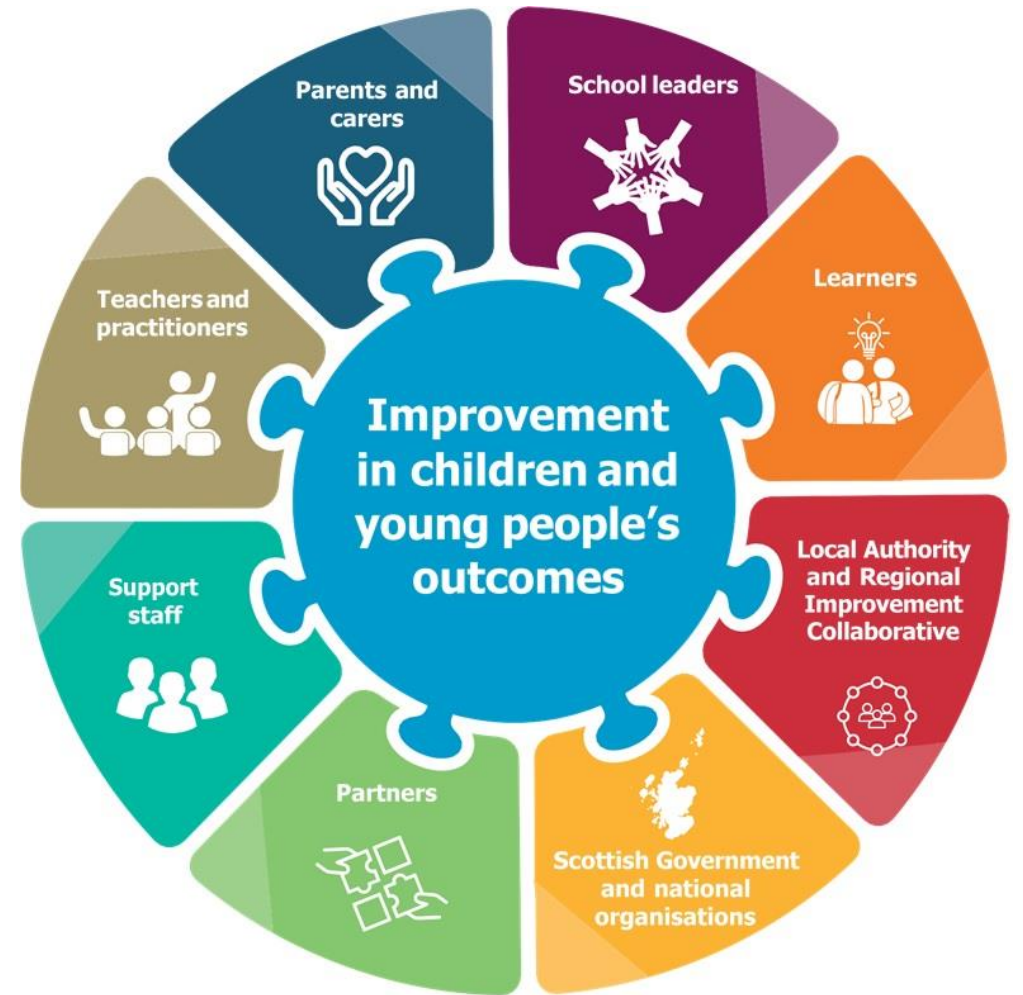 Parents and
carers
School leaders
Learners
Local Authority
and Regional
Improvement
Collaborative
Scottish Government
and national
organisations
Partners
Support
staff
Teachers and
practitioners
Improvement
in children and
young people's
outcomes